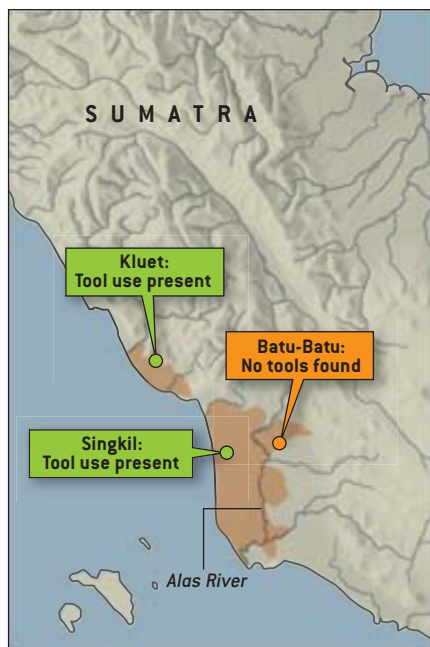 SUMATRA
Kluet:
Tool use present
Batu-Batu:
No tools found
Singkil:
Tool use present
Alas River